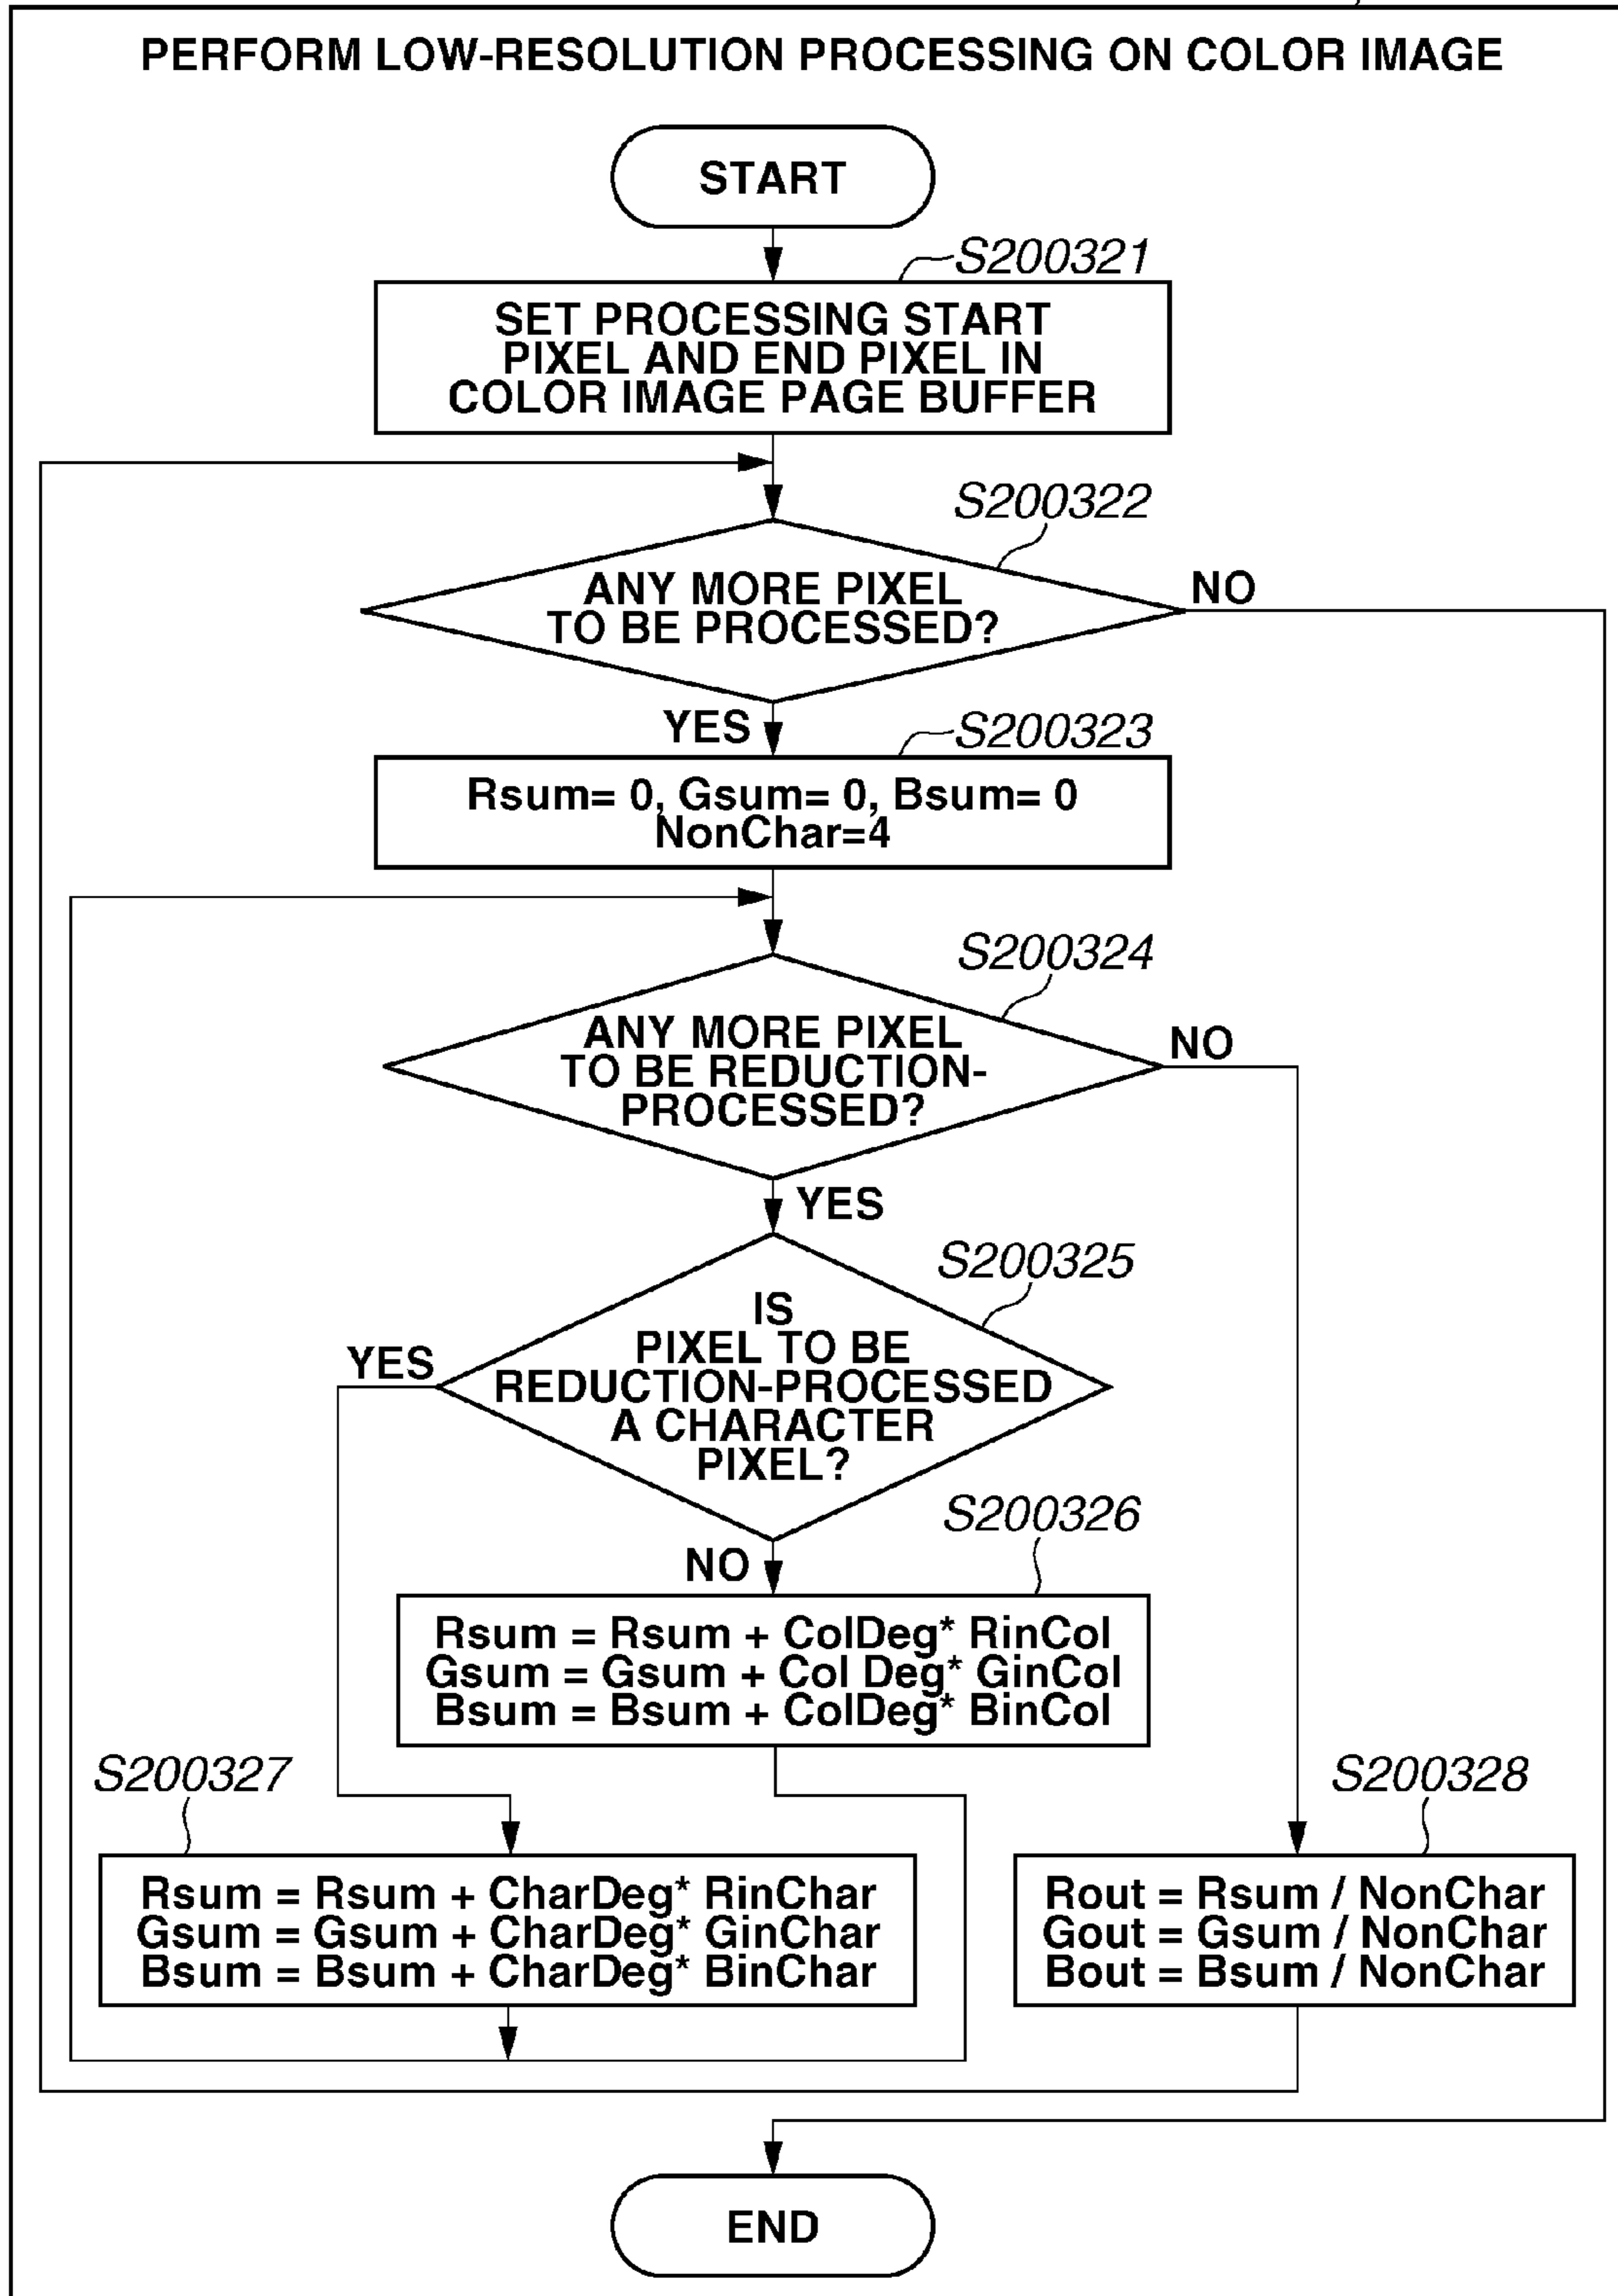 PERFORM LOW-RESOLUTION PROCESSING ON COLOR IMAGE
START
S200321
SET PROCESSING START
PIXEL AND END PIXEL IN
COLOR IMAGE PAGE BUFFER
S200322
ANY MORE PIXEL
TO BE PROCESSED?
NO
YES
S200323
Rsum= 0, Gsum= 0, Bsum= 0
NonChar=4
S200324
ANY MORE PIXEL
TO BE REDUCTION-
PROCESSED?
NO
YES
S200325
IS
PIXEL TO BE
REDUCTION-PROCESSED
A CHARACTER
PIXEL?
YES
NO
S200326
Rsum = Rsum + ColDeg* RinCol
Gsum = Gsum + Col Deg* GinCol
Bsum = Bsum + ColDeg* BinCol
S200327
Rsum = Rsum + CharDeg* RinChar
Gsum = Gsum + CharDeg* GinChar
Bsum = Bsum + CharDeg* BinChar
S200328
Rout = Rsum / NonChar
Gout = Gsum / NonChar
Bout = Bsum / NonChar
END